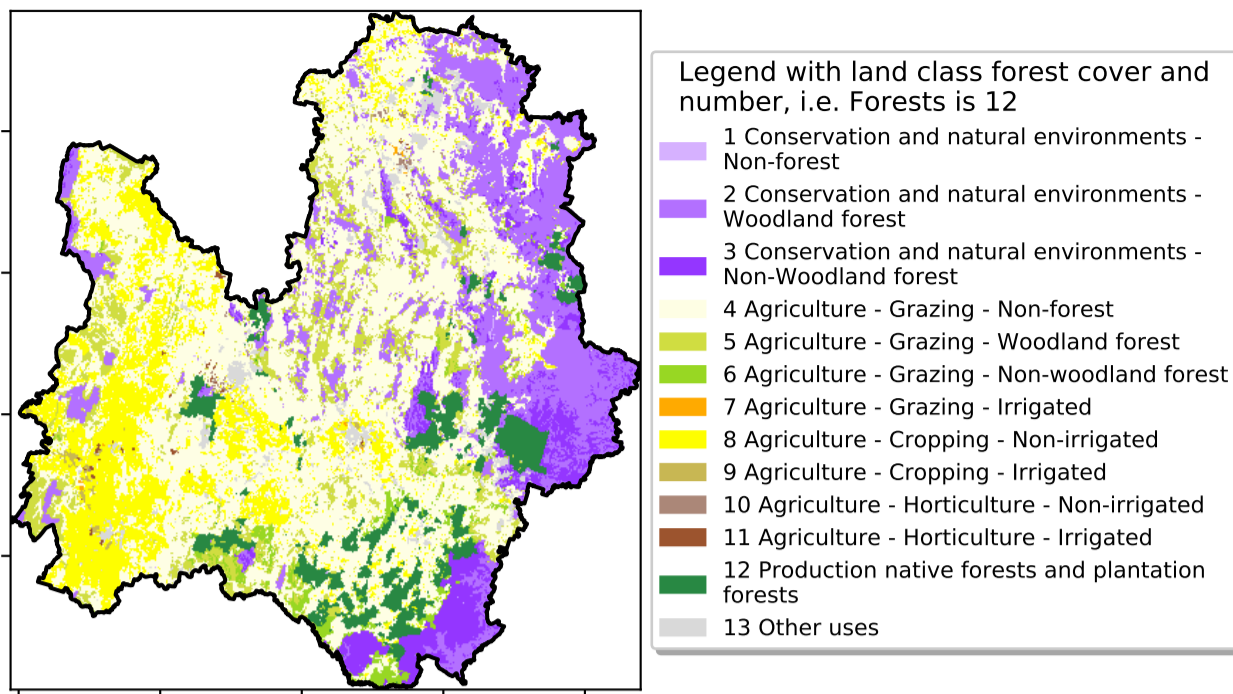 Legend with land class forest cover and
number, i.e. Forests is 12
1 Conservation and natural environments -
Non-forest
2 Conservation and natural environments -
Woodland forest
3 Conservation and natural environments -
Non-Woodland forest
4 Agriculture - Grazing - Non-forest
5 Agriculture - Grazing - Woodland forest
6 Agriculture - Grazing - Non-woodland forest
7 Agriculture - Grazing - Irrigated
8 Agriculture - Cropping - Non-irrigated
9 Agriculture - Cropping - Irrigated
10 Agriculture - Horticulture - Non-irrigated
11 Agriculture - Horticulture - Irrigated
12 Production native forests and plantation
forests
13 Other uses